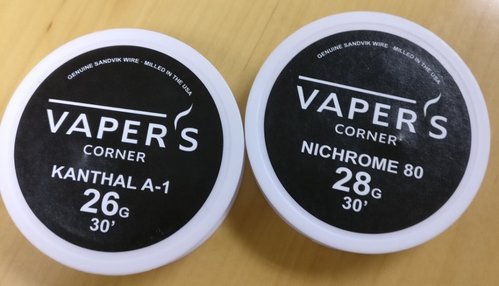 GENUINE SANDVIK WIRE · MILLED IN THE USA
VAPER'S
CORNER
KANTHAL A-1
26G
30'
GENUINE SANDVIK WIRE · MILLED IN THE USA
VAPER'S
CORNER
NICHROME 80
28G
30'